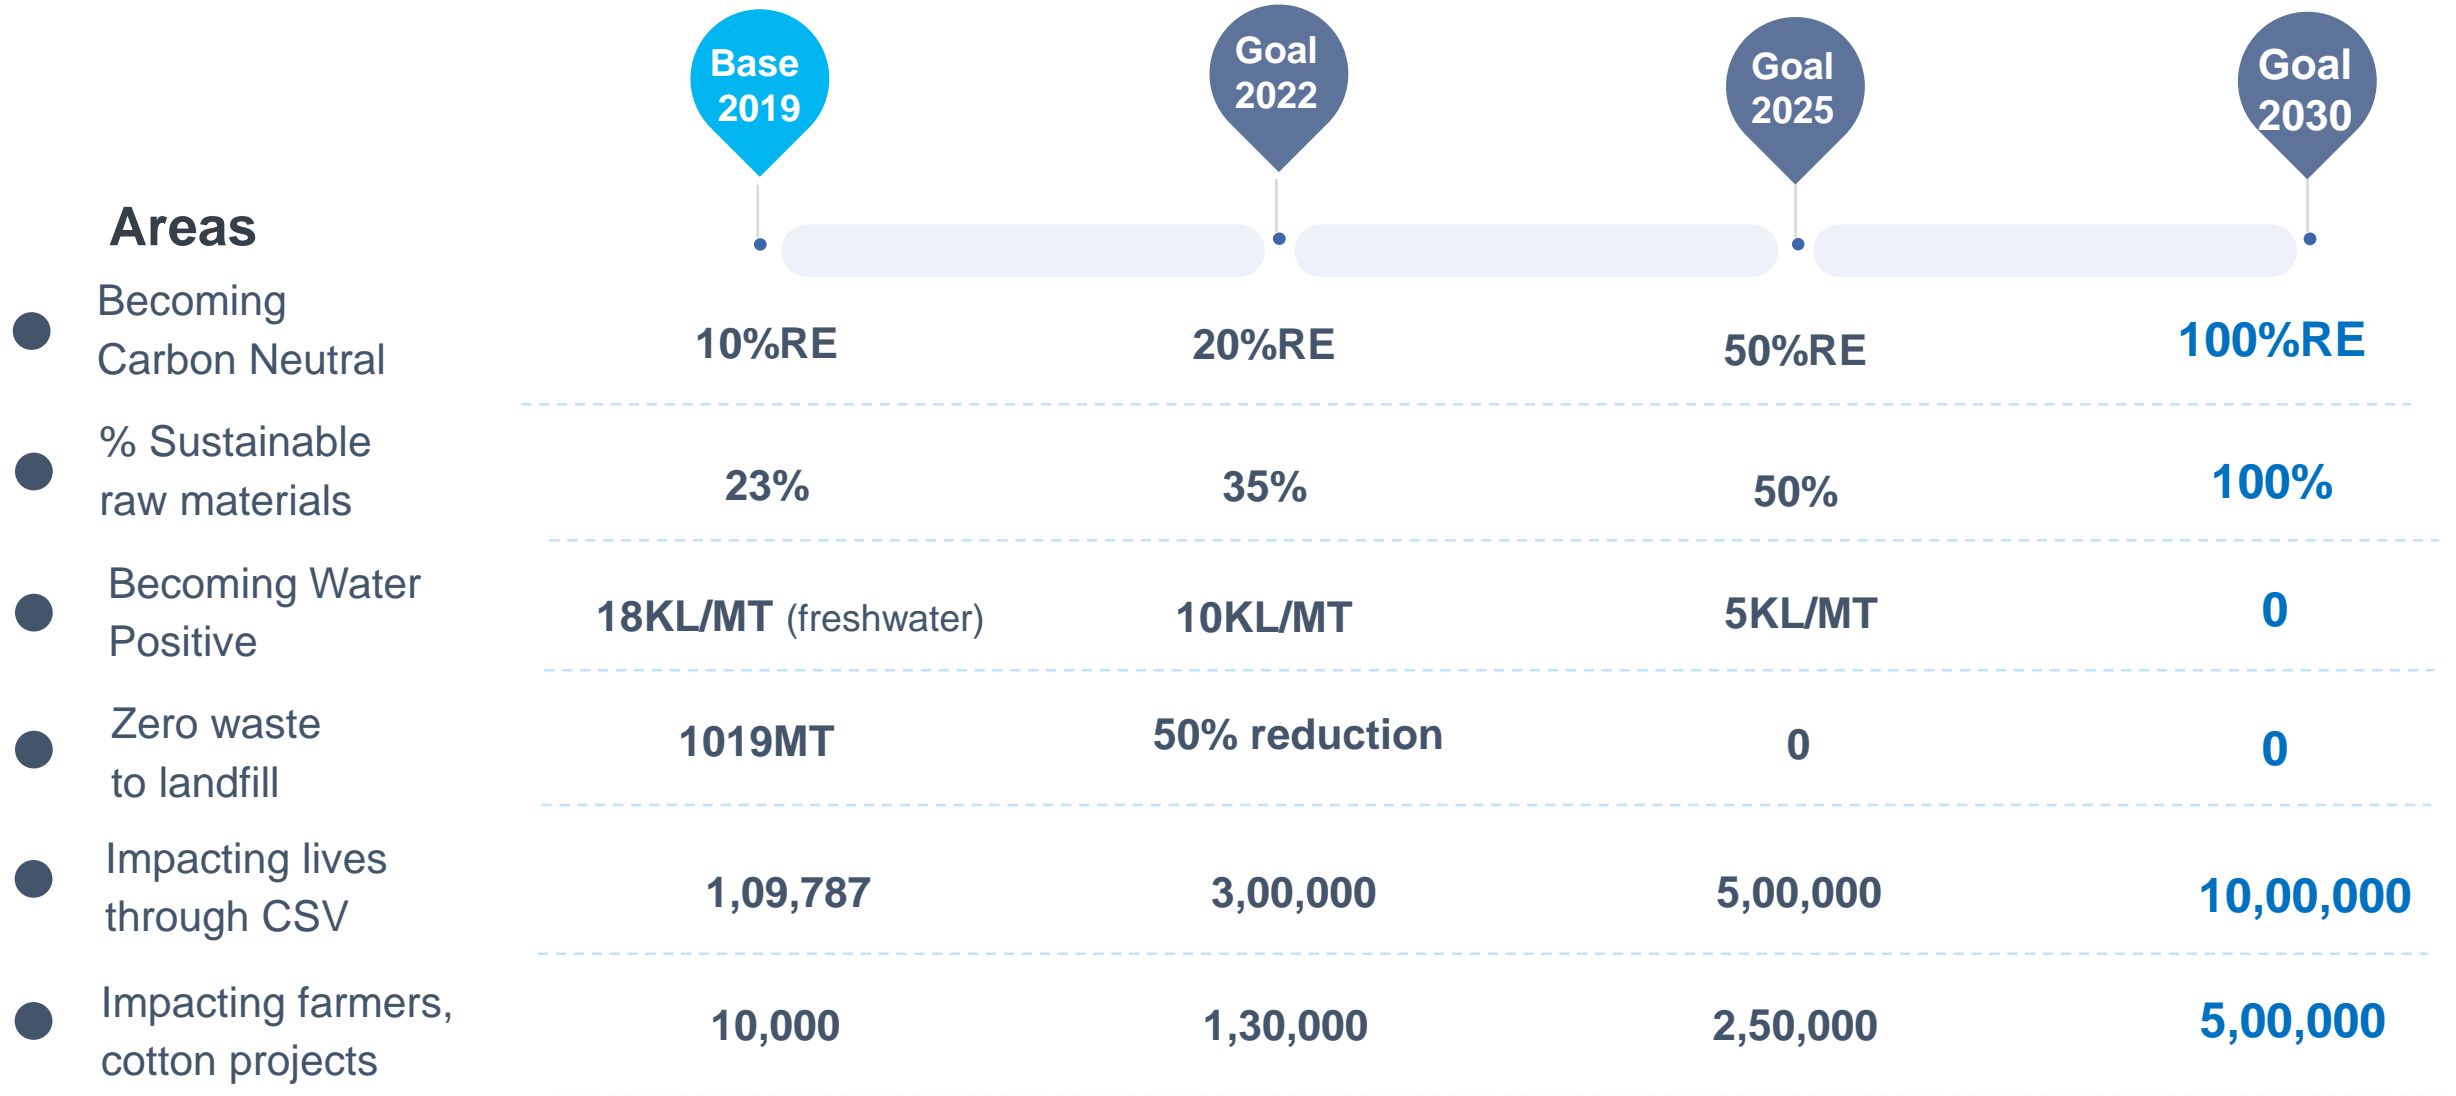 Base
2019
Goal
2022
Goal
2025
Goal
2030
Areas
Becoming
Carbon Neutral
10%RE
20%RE
50%RE
100%RE
% Sustainable
raw materials
23%
35%
50%
100%
Becoming Water
Positive
18KL/MT (freshwater)
10KL/MT
5KL/MT
0
Zero waste
to landfill
1019MT
50% reduction
0
0
Impacting lives
through CSV
1,09,787
3,00,000
5,00,000
10,00,000
Impacting farmers,
cotton projects
10,000
1,30,000
2,50,000
5,00,000